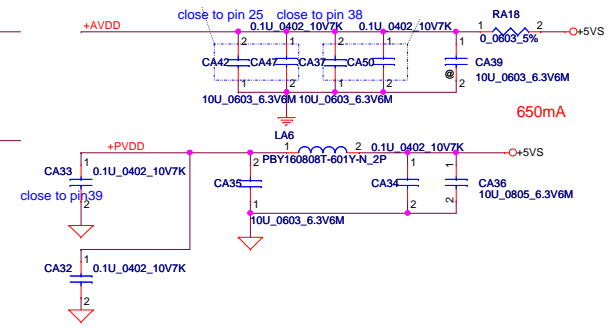 close to pin 25 close to pin 38
RA18
+AVDD 0.1U_0402_10V7K 0.1U_0402_10V7K 1 2 +5VS
0_0603_5%
2 1 2 1 1
CA42 CA47 CA37 CA50 CA39
1 2 1 2 @ 2
10U_0603_6.3V6M
10U_0603_6.3V6M 10U_0603_6.3V6M
650mA
LA6
+PVDD 1 2 0.1U_0402_10V7K +5VS
PBY160808T-601Y-N_2P
CA33 1 0.1U_0402_10V7K 2 1 1
CA35 CA34 CA36
close to pin39 2 1 2 2 10U_0805_6.3V6M
10U_0603_6.3V6M
1
CA32 0.1U_0402_10V7K
2